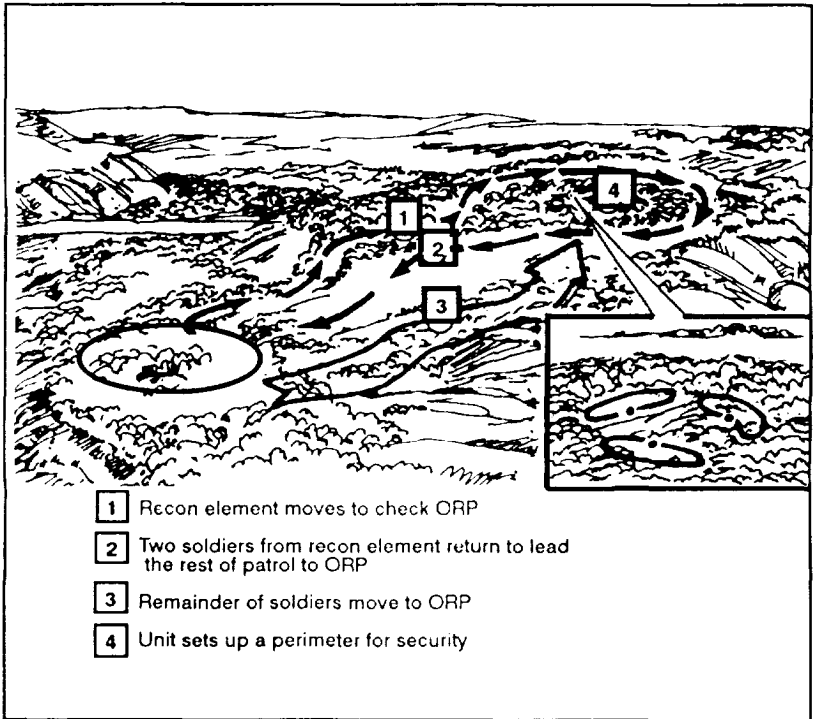 1
2
3
4
1 Recon element moves to check ORP
2 Two soldiers from recon element return to lead
the rest of patrol to ORP
3 Remainder of soldiers move to ORP
4 Unit sets up a perimeter for security